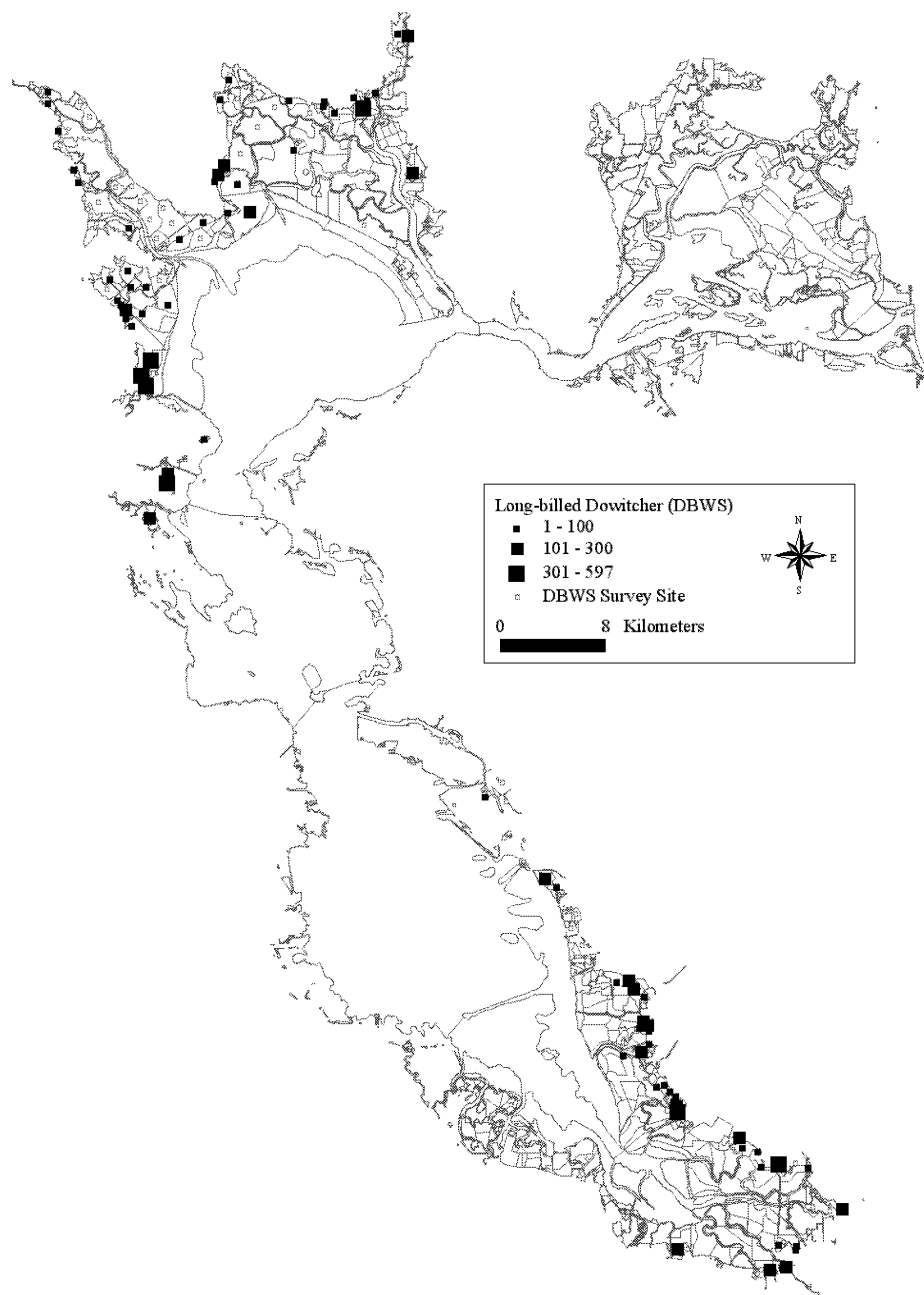 Long-billed Dowitcher (DBWS)
1 - 100
101 - 300
301 - 597
DBWS Survey Site
0 8 Kilometers
N
W E
S